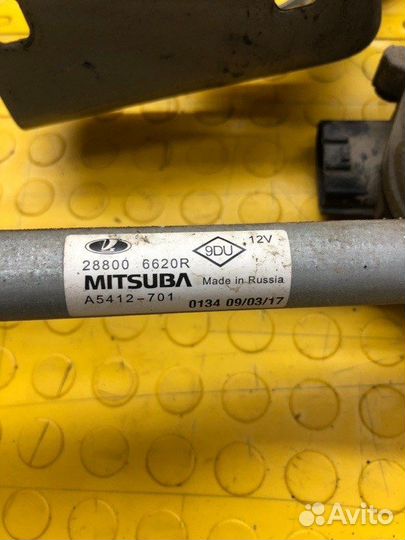 9DU 12V
28800 6620R
MITSUBA Made in Russia
A5412-701 0134 09/03/17
Avito